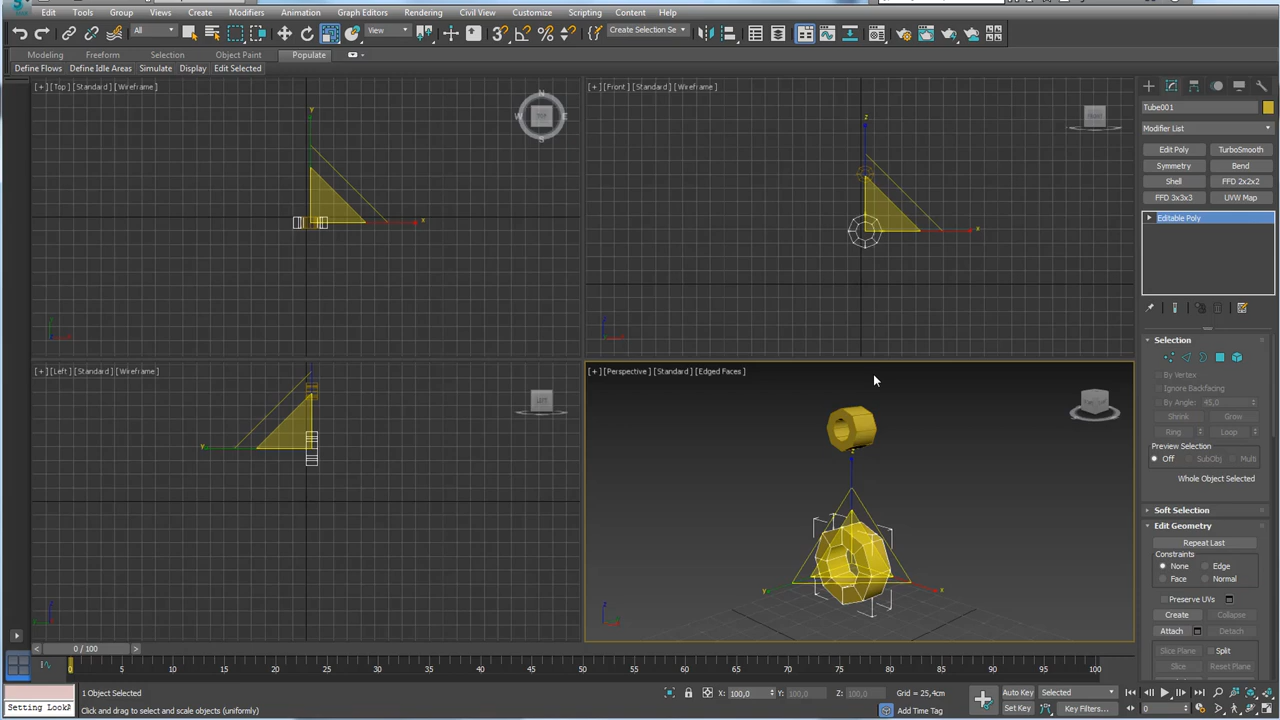 Edit Tools Group Views Create Modifiers Animation Graph Editors Rendering Civil View Customize Scripting Content Help
All View Create Selection Se
Modeling Freeform Selection Object Paint Populate
Define Flows Define Idle Areas Simulate Display Edit Selected
[+] [Top] [Standard] [Wireframe]
N
W E
TOP
S
y
x
[+] [Front] [Standard] [Wireframe]
FRONT
z
x
[+] [Left] [Standard] [Wireframe]
LEFT
y
[+] [Perspective] [Standard] [Edged Faces]
z
y
x
Tube001
Modifier List
Edit Poly TurboSmooth
Symmetry Bend
Shell FFD 2x2x2
FFD 3x3x3 UVW Map
Editable Poly
Selection
By Vertex
Ignore Backfacing
By Angle: 45,0
Shrink Grow
Ring Loop
Preview Selection
Off SubObj Multi
Whole Object Selected
Soft Selection
Edit Geometry
Repeat Last
Constraints
None Edge
Face Normal
Preserve UVs
Create Collapse
Attach Detach
Slice Plane Split
Slice Reset Plane
0 / 100
0 5 10 15 20 25 30 35 40 45 50 55 60 65 70 75 80 85 90 95 100
1 Object Selected
X: 100,0 Y: 100,0 Z: 100,0 Grid = 25,4cm
Auto Key Selected
Setting LookA
Click and drag to select and scale objects (uniformly)
Add Time Tag
Set Key Key Filters... 0